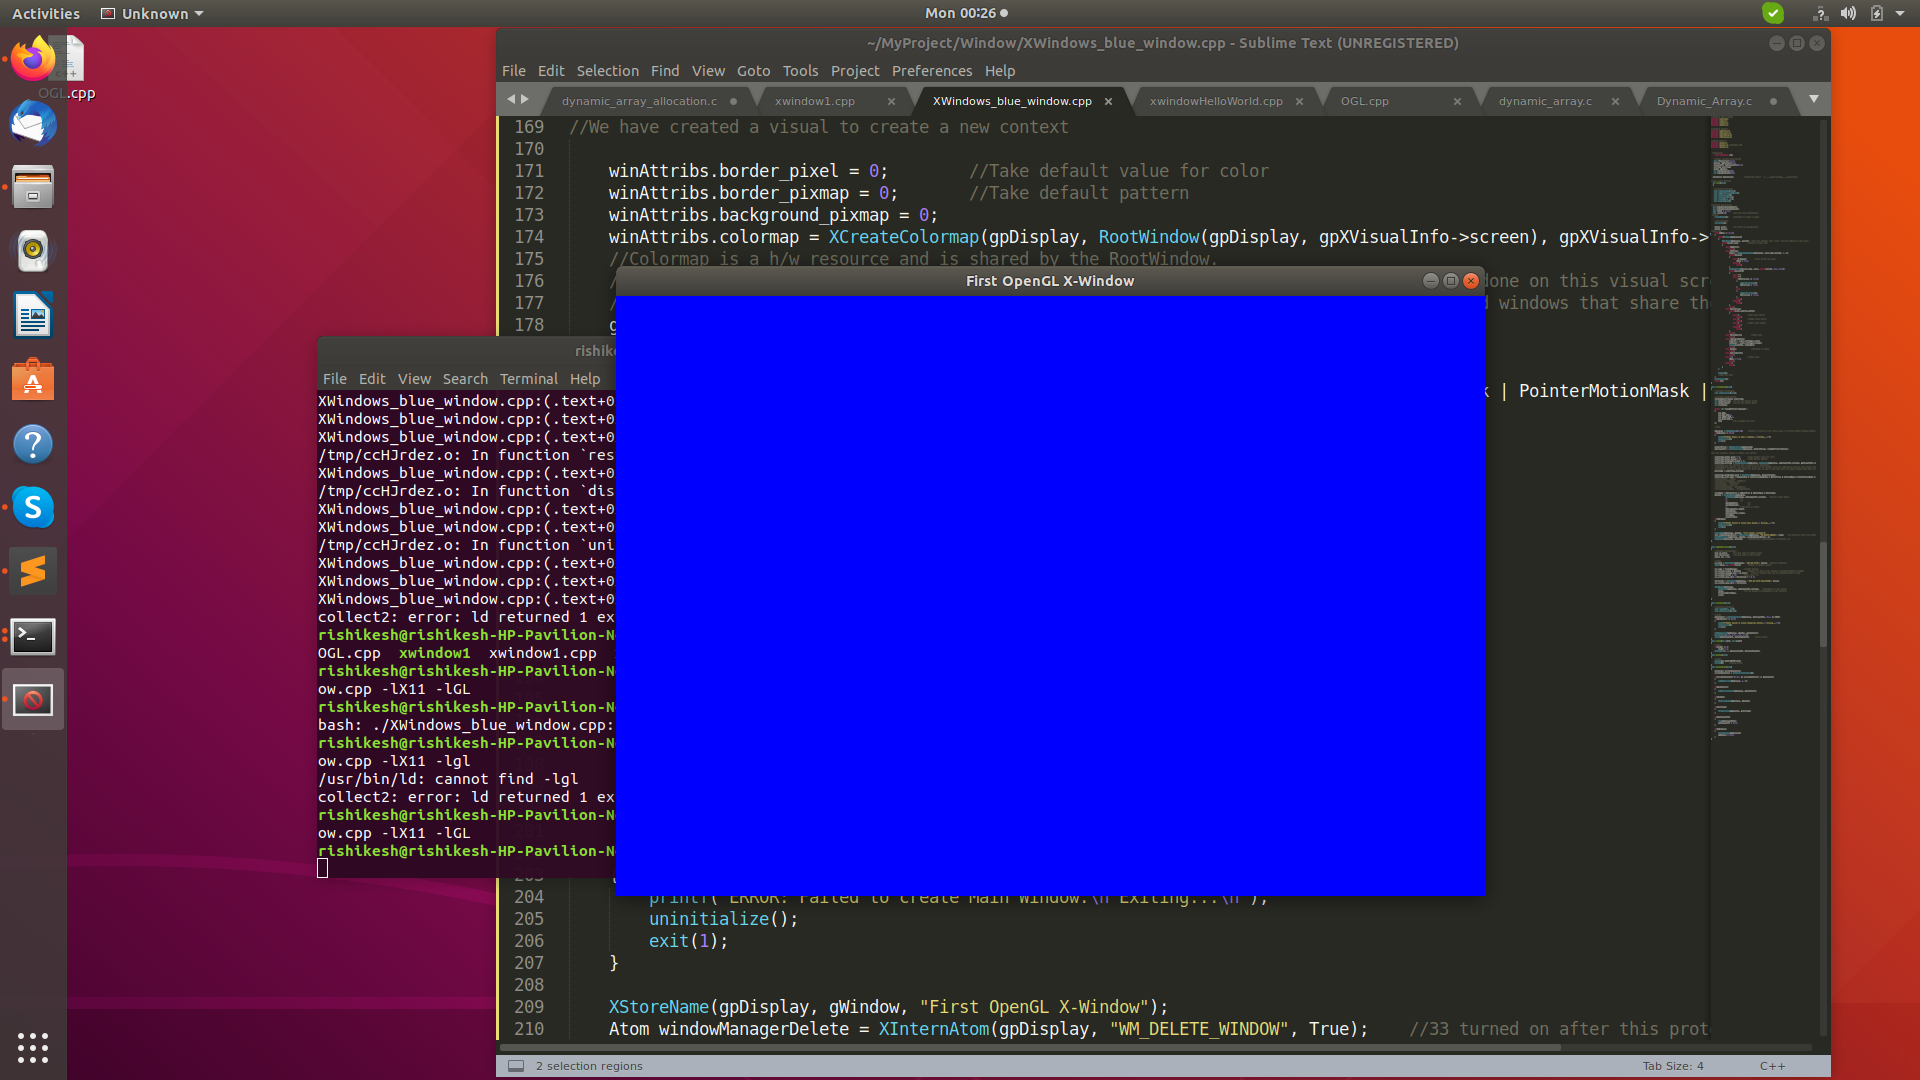 Activities
Unknown
Mon 00:26
OGL.cpp
~/MyProject/Window/XWindows_blue_window.cpp - Sublime Text (UNREGISTERED)
File Edit Selection Find View Goto Tools Project Preferences Help
dynamic_array_allocation.c xwindow1.cpp XWindows_blue_window.cpp xwindowHelloWorld.cpp OGL.cpp dynamic_array.c Dynamic_Array.c
169 //We have created a visual to create a new context
170
171 winAttribs.border_pixel = 0; //Take default value for color
172 winAttribs.border_pixmap = 0; //Take default pattern
173 winAttribs.background_pixmap = 0;
174 winAttribs.colormap = XCreateColormap(gpDisplay, RootWindow(gpDisplay, gpXVisualInfo->screen), gpXVisualInfo->
175 //Colormap is a h/w resource and is shared by the RootWindow.
176 done on this visual scr
177 windows that share th
178 g
| PointerMotionMask |
First OpenGL X-Window
File Edit View Search Terminal Help
XWindows_blue_window.cpp:(.text+0
XWindows_blue_window.cpp:(.text+0
XWindows_blue_window.cpp:(.text+0
/tmp/ccHJrdez.o: In function `res
XWindows_blue_window.cpp:(.text+0
/tmp/ccHJrdez.o: In function `dis
XWindows_blue_window.cpp:(.text+0
XWindows_blue_window.cpp:(.text+0
/tmp/ccHJrdez.o: In function `uni
XWindows_blue_window.cpp:(.text+0
XWindows_blue_window.cpp:(.text+0
XWindows_blue_window.cpp:(.text+0
collect2: error: ld returned 1 ex
rishikesh@rishikesh-HP-Pavilion-N
OGL.cpp xwindow1 xwindow1.cpp
rishikesh@rishikesh-HP-Pavilion-N
ow.cpp -lX11 -lGL
rishikesh@rishikesh-HP-Pavilion-N
bash: ./XWindows_blue_window.cpp:
rishikesh@rishikesh-HP-Pavilion-N
ow.cpp -lX11 -lgl
/usr/bin/ld: cannot find -lgl
collect2: error: ld returned 1 ex
rishikesh@rishikesh-HP-Pavilion-N
ow.cpp -lX11 -lGL
rishikesh@rishikesh-HP-Pavilion-N
204 printf("ERROR: Failed to create Main Window.\n Exiting...\n");
205 uninitialize();
206 exit(1);
207 }
208
209 XStoreName(gpDisplay, gWindow, "First OpenGL X-Window");
210 Atom windowManagerDelete = XInternAtom(gpDisplay, "WM_DELETE_WINDOW", True); //33 turned on after this prot
2 selection regions
Tab Size: 4
C++